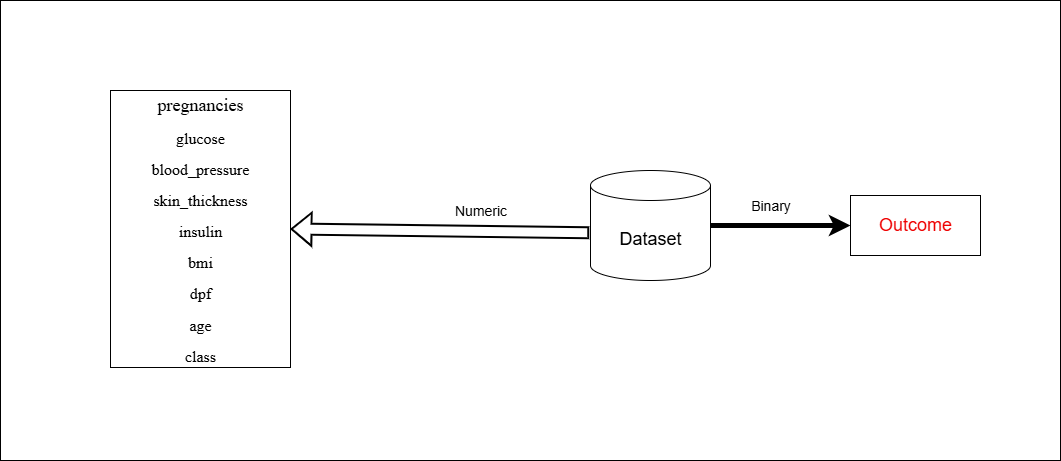 pregnancies
glucose
blood_pressure
skin_thickness
insulin
bmi
dpf
age
class
Numeric
Dataset
Binary
Outcome